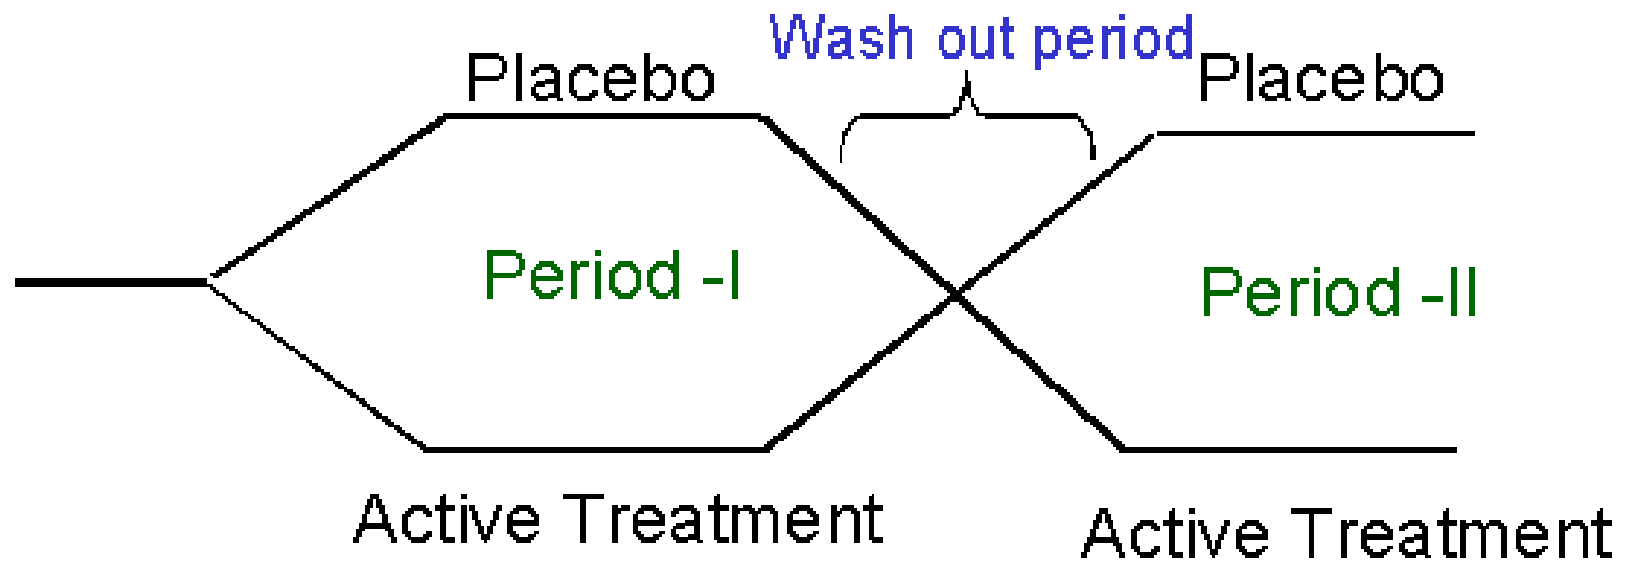 Wash out period
Placebo
Placebo
Period -I
Period -II
Active Treatment
Active Treatment